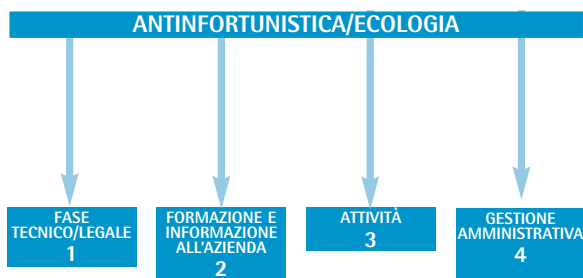 ANTINFORTUNISTICA/ECOLOGIA
FASE
TECNICO/LEGALE
1
FORMAZIONE E
INFORMAZIONE
ALL'AZIENDA
2
ATTIVITÀ
3
GESTIONE
AMMINISTRATIVA
4